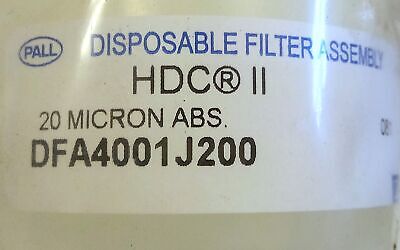 PALL DISPOSABLE FILTER ASSEMBLY
HDC® II
20 MICRON ABS.
DFA4001J200